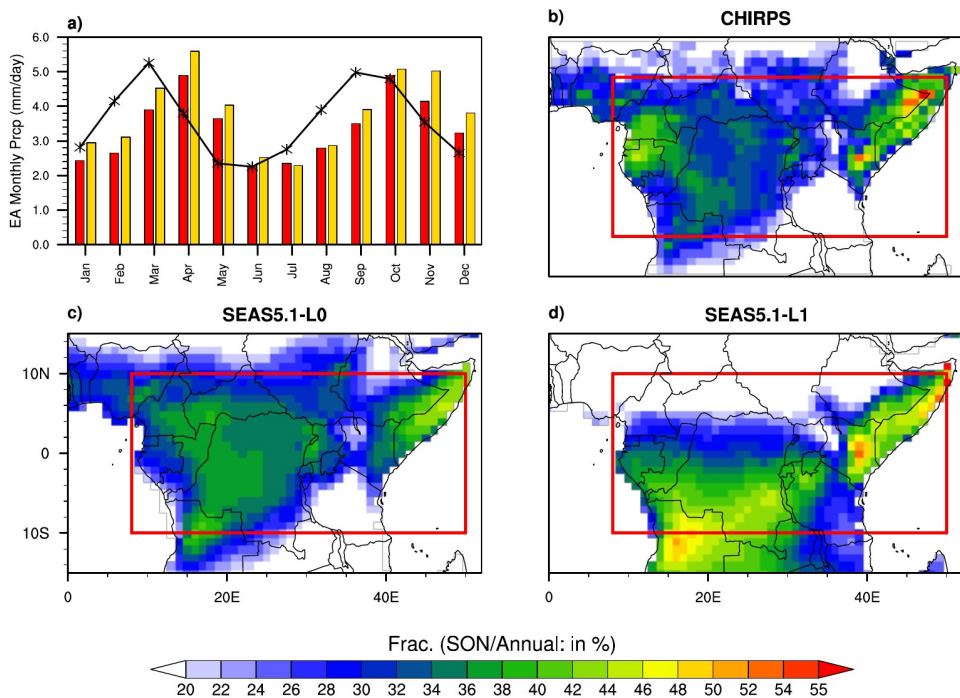 a)
EA Monthly Prcp (mm/day)
6.0
5.0
4.0
3.0
2.0
1.0
0.0
Jan Feb Mar Apr May Jun Jul Aug Sep Oct Nov Dec
b) CHIRPS
c) SEAS5.1-L0
10N
0
10S
0 20E 40E
d) SEAS5.1-L1
0 20E 40E
Frac. (SON/Annual: in %)
20 22 24 26 28 30 32 34 36 38 40 42 44 46 48 50 52 54 55